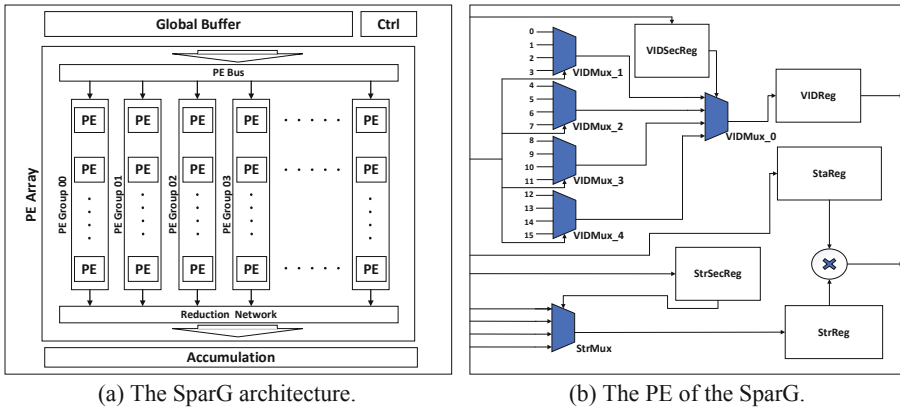 Global Buffer
Ctrl
PE Bus
PE Array
PE Group 00
PE Group 01
PE Group 02
PE Group 03
PE PE PE PE PE
PE PE PE PE PE
PE PE PE PE PE
Reduction Network
Accumulation
(a) The SparG architecture.
0
1
2
3
VIDMux_1
4
5
6
7
VIDMux_2
8
9
10
11
VIDMux_3
12
13
14
15
VIDMux_4
VIDSecReg
VIDMux_0
VIDReg
StaReg
StrSecReg
StrMux
StrReg
(b) The PE of the SparG.